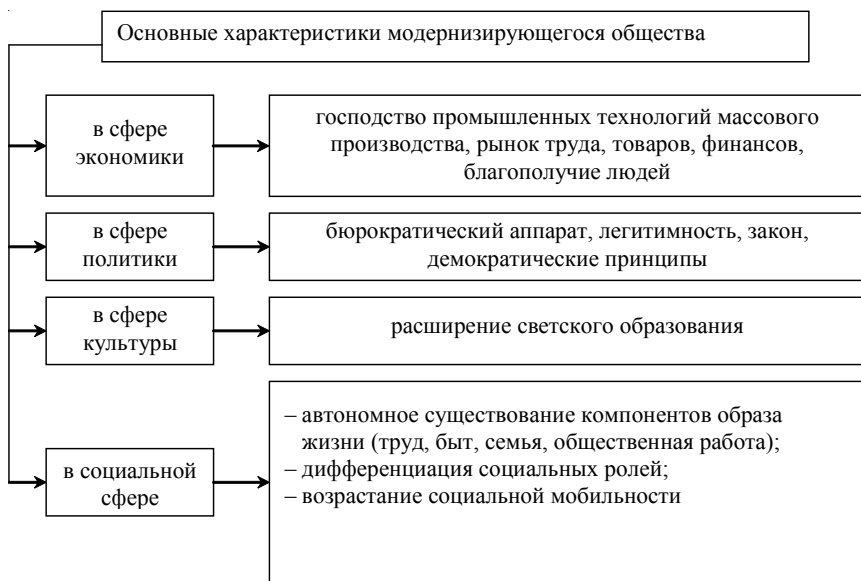 Основные характеристики модернизирующегося общества
в сфере
экономики
господство промышленных технологий массового
производства, рынок труда, товаров, финансов,
благополучие людей
в сфере
политики
бюрократический аппарат, легитимность, закон,
демократические принципы
в сфере
культуры
расширение светского образования
в социальной
сфере
– автономное существование компонентов образа
жизни (труд, быт, семья, общественная работа);
– дифференциация социальных ролей;
– возрастание социальной мобильности